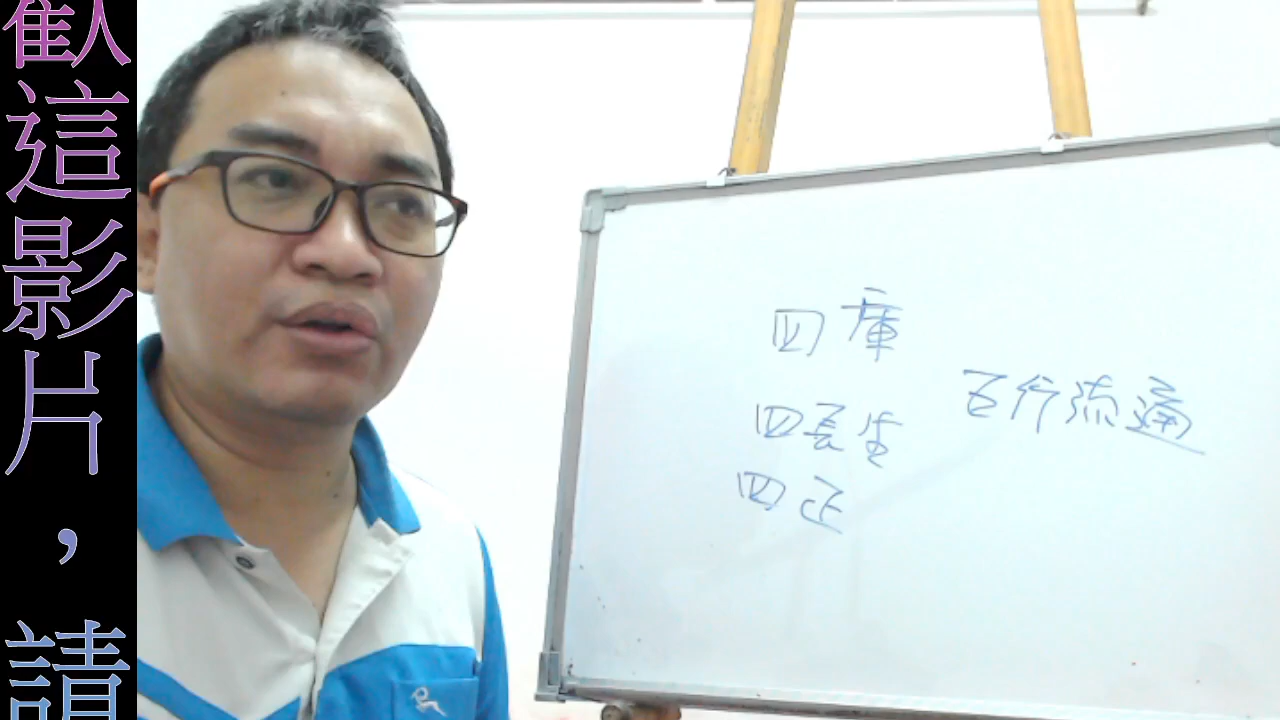 歡這影片，請
四庫
五行流通
四長生
四正